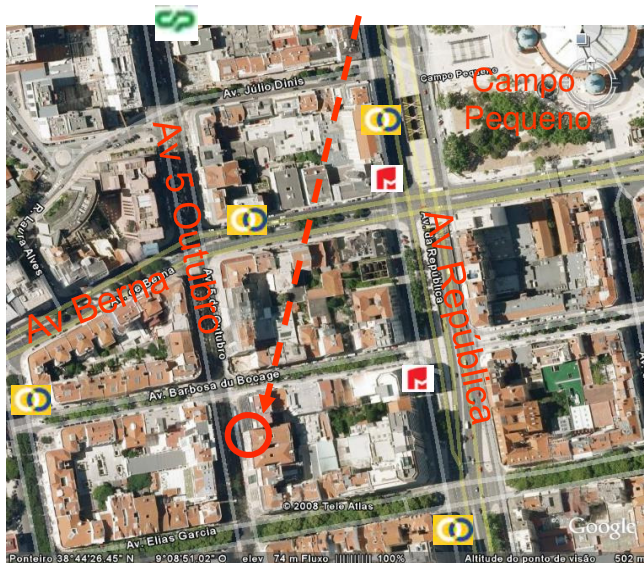 Av. Júlio Dinis
Campo Pequeno
Campo
Pequeno
Av 5 Outubro
R. Laura Alves
Av. da República
Av República
Av. de Berna
Av Berna
Av. 5 de Outubro
Av. Barbosa du Bocage
© 2008 Tele Atlas
Av. Elias Garcia
Google
Ponteiro 38°44'26.45" N 9°08'51.02" O elev 74 m Fluxo |||||||||| 100% Altitude do ponto de visão 502 m